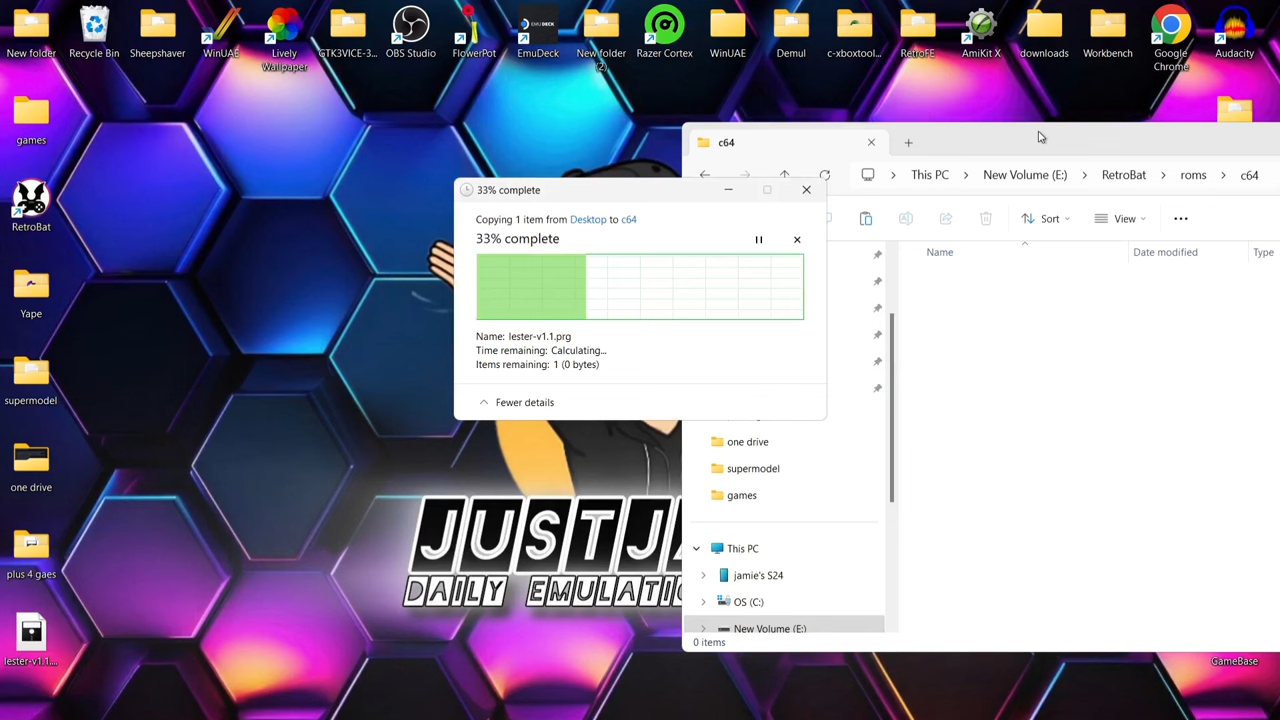 New folder
Recycle Bin
Sheepshaver
WinUAE
Lively
Wallpaper
GTK3VICE-3...
OBS Studio
FlowerPot
EMUDECK
EmuDeck
New folder
(2)
Razer Cortex
WinUAE
Demul
c-xboxtool...
RetroFE
AmiKit X
downloads
Workbench
Google
Chrome
Audacity
games
RetroBat
Yape
supermodel
one drive
plus 4 gaes
lester-v1.1....
c64
This PC
New Volume (E:)
RetroBat
roms
c64
Sort
View
Name
Date modified
Type
33% complete
Copying 1 item from Desktop to c64
33% complete
Name: lester-v1.1.prg
Time remaining: Calculating...
Items remaining: 1 (0 bytes)
Fewer details
one drive
supermodel
games
This PC
jamie's S24
OS (C:)
New Volume (E:)
0 items
JUSTJA
DAILY EMULATIO
GameBase